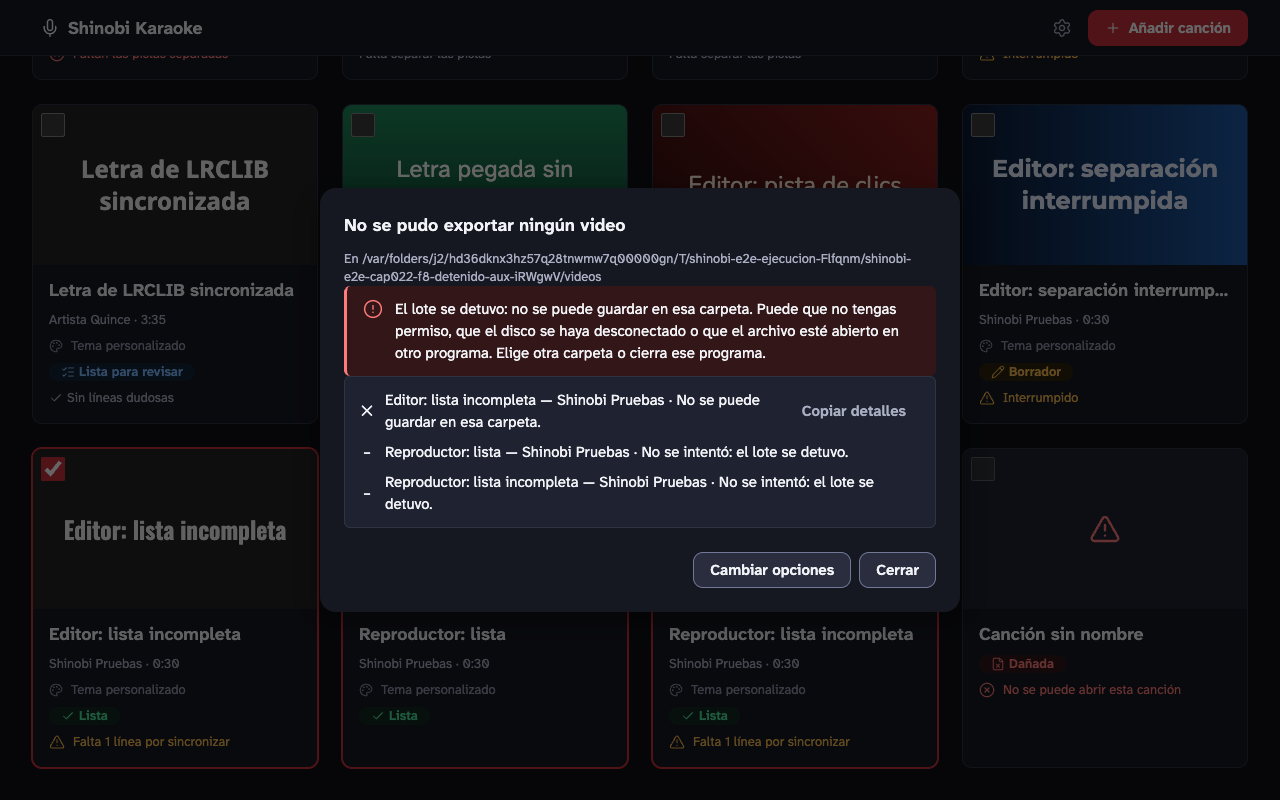 Shinobi Karaoke
Añadir canción
Faltan las pistas separadas
Falta separar las pistas
Falta separar las pistas
Interrumpido
Letra de LRCLIB
sincronizada
Letra pegada sin
Editor: pista de clics
Editor: separación
interrumpida
Letra de LRCLIB sincronizada
Artista Quince · 3:35
Tema personalizado
Lista para revisar
Sin líneas dudosas
Editor: separación interrump...
Shinobi Pruebas · 0:30
Tema personalizado
Borrador
Interrumpido
No se pudo exportar ningún video
En /var/folders/j2/hd36dknx3hz57q28tnwmw7q00000gn/T/shinobi-e2e-ejecucion-Flfqnm/shinobi-
e2e-cap022-f8-detenido-aux-iRWgwV/videos
El lote se detuvo: no se puede guardar en esa carpeta. Puede que no tengas
permiso, que el disco se haya desconectado o que el archivo esté abierto en
otro programa. Elige otra carpeta o cierra ese programa.
Editor: lista incompleta — Shinobi Pruebas · No se puede
guardar en esa carpeta.
Copiar detalles
– Reproductor: lista — Shinobi Pruebas · No se intentó: el lote se detuvo.
– Reproductor: lista incompleta — Shinobi Pruebas · No se intentó: el lote se
detuvo.
Cambiar opciones
Cerrar
Editor: lista incompleta
Editor: lista incompleta
Shinobi Pruebas · 0:30
Tema personalizado
Lista
Falta 1 línea por sincronizar
Reproductor: lista
Shinobi Pruebas · 0:30
Tema personalizado
Lista
Reproductor: lista incompleta
Shinobi Pruebas · 0:30
Tema personalizado
Lista
Falta 1 línea por sincronizar
Canción sin nombre
Dañada
No se puede abrir esta canción